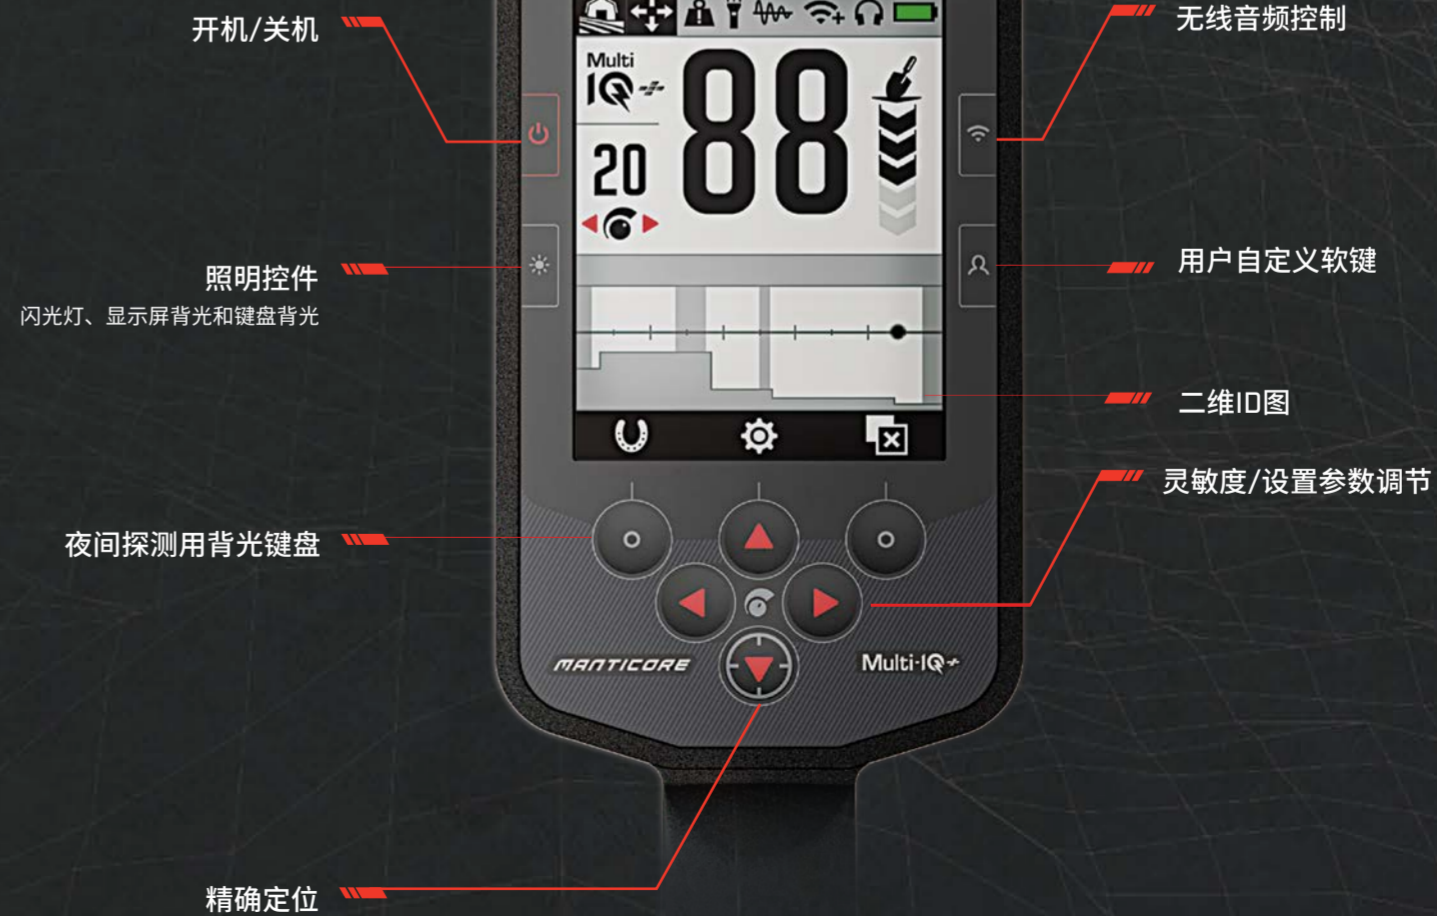 开机/关机
无线音频控制
Multi
IQ
88
20
照明控件
闪光灯、显示屏背光和键盘背光
用户自定义软键
二维ID图
灵敏度/设置参数调节
夜间探测用背光键盘
MANTICORE
Multi-IQ+
精确定位